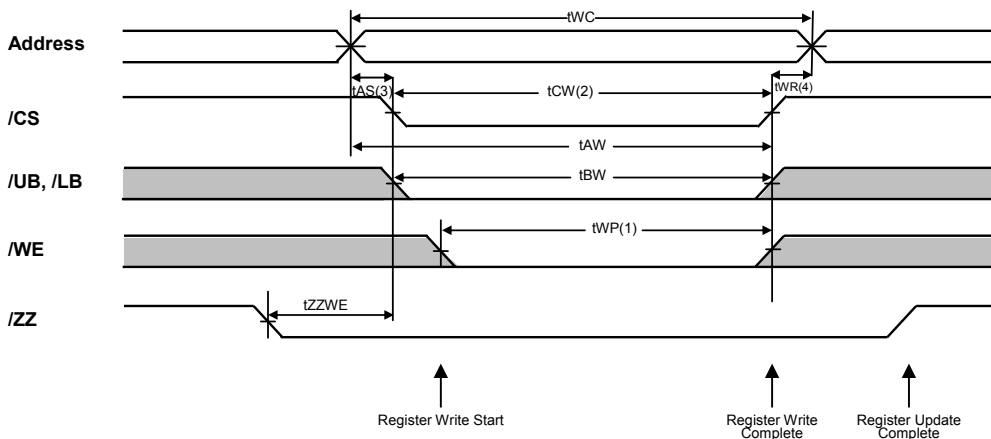 tWC
Address
tAS(3)
tCW(2)
tWR(4)
/CS
tAW
/UB, /LB
tBW
/WE
tWP(1)
/ZZ
tZZWE
Register Write Start
Register Write
Complete
Register Update
Complete